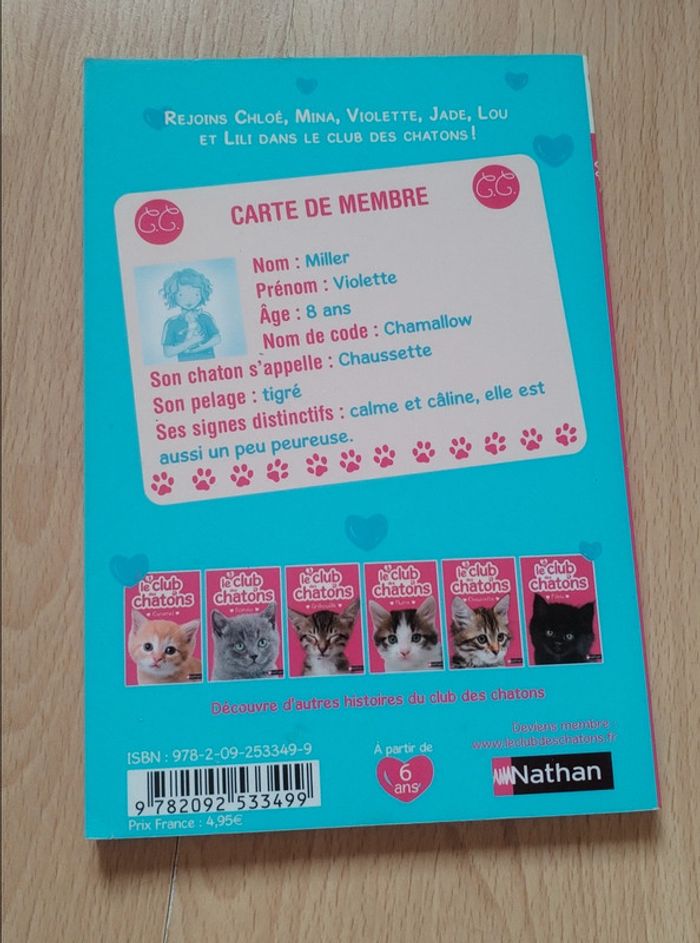 Rejoins Chloé, Mina, Violette, Jade, Lou
et Lili dans le club des chatons !
C.C.
CARTE DE MEMBRE
C.C.
Nom : Miller
Prénom : Violette
Âge : 8 ans
Nom de code : Chamallow
Son chaton s'appelle : Chaussette
Son pelage : tigré
Ses signes distinctifs : calme et câline, elle est
aussi un peu peureuse.
le club
des
chatons
Caramel
le club
des
chatons
le club
des
chatons
Gribouille
le club
des
chatons
le club
des
chatons
Chaussette
le club
des
chatons
Découvre d'autres histoires du club des chatons
Deviens membre :
www.leclubdeschatons.fr
ISBN : 978-2-09-253349-9
9 782092 533499
Prix France : 4,95€
À partir de
6
ans
Nathan